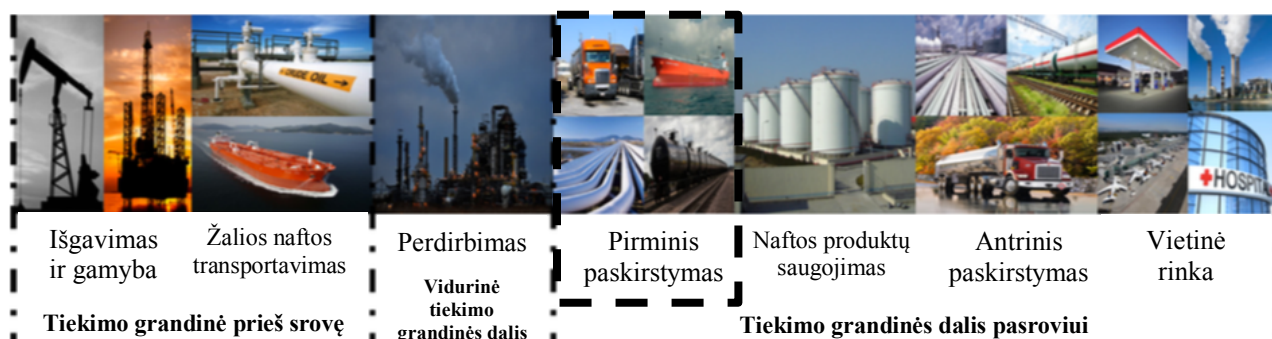 CRUDE OIL
HOSPITA
Išgavimas
ir gamyba
Žalios naftos
transportavimas
Perdirbimas
Pirminis
paskirstymas
Naftos produktų
saugojimas
Antrinis
paskirstymas
Vietinė
rinka
Vidurinė
tiekimo
grandinės dalis
Tiekimo grandinė prieš srovę
Tiekimo grandinės dalis pasroviui